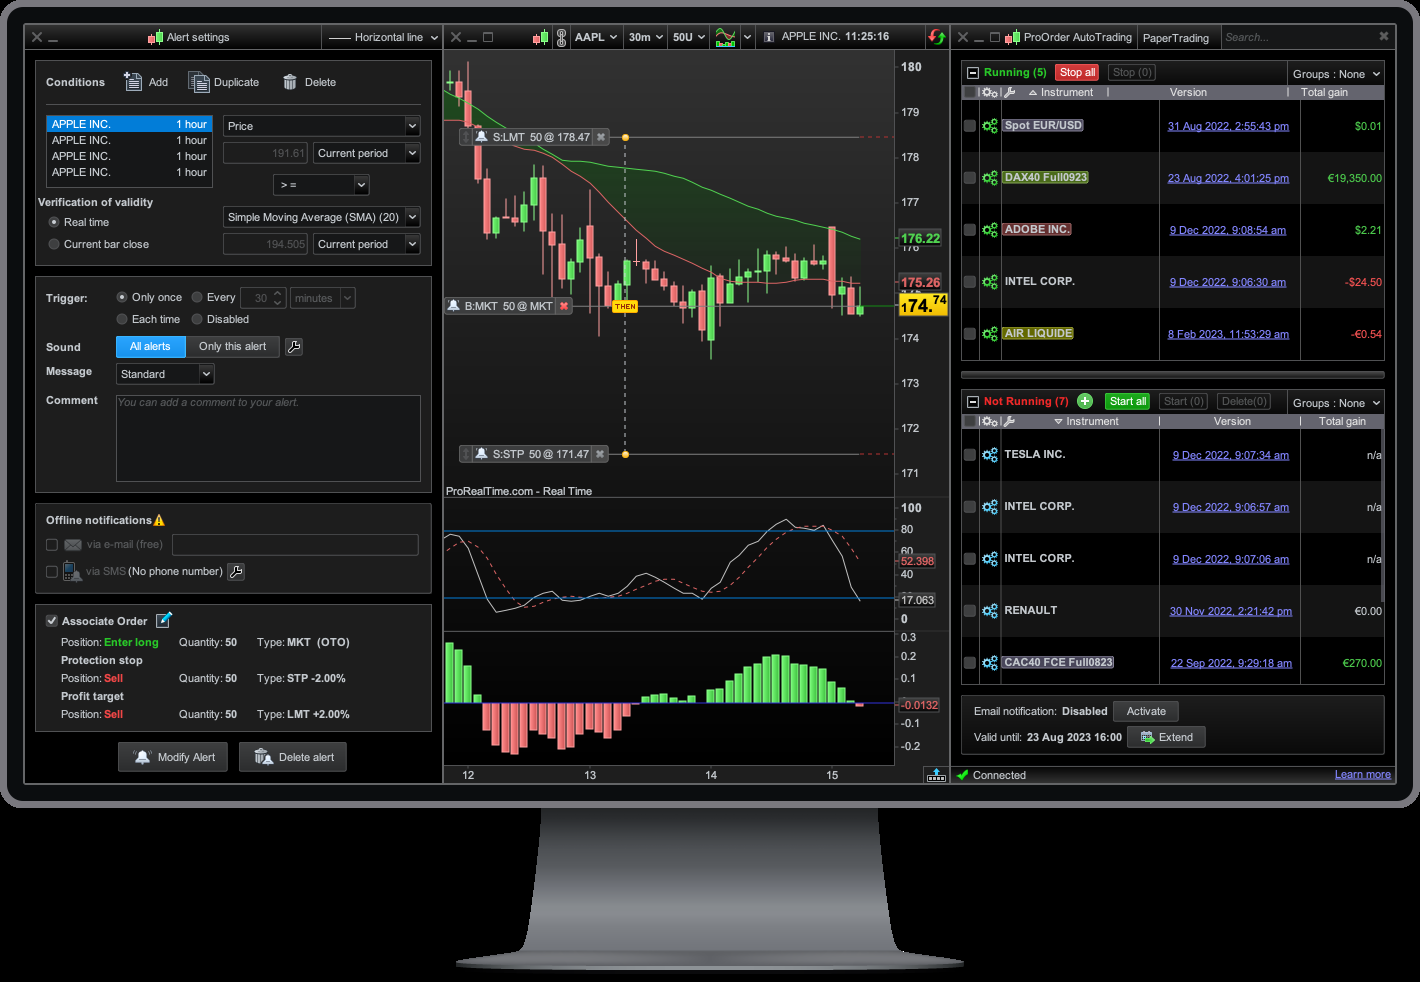 Alert settings
Horizontal line
Conditions
Add
Duplicate
Delete
APPLE INC. 1 hour
APPLE INC. 1 hour
APPLE INC. 1 hour
APPLE INC. 1 hour
Price
191.61
Current period
> =
Verification of validity
Real time
Current bar close
Simple Moving Average (SMA) (20)
194.505
Current period
Trigger:
Only once
Every
30
minutes
Each time
Disabled
Sound
All alerts
Only this alert
Message
Standard
Comment
You can add a comment to your alert.
Offline notifications
via e-mail (free)
via SMS (No phone number)
Associate Order
Position: Enter long Quantity: 50 Type: MKT (OTO)
Protection stop
Position: Sell Quantity: 50 Type: STP -2.00%
Profit target
Position: Sell Quantity: 50 Type: LMT +2.00%
Modify Alert
Delete alert
AAPL
30m
50U
APPLE INC. 11:25:16
180
179
S:LMT 50 @ 178.47
178
177
176.22
176
175.26
B:MKT 50 @ MKT
THEN
174.74
174
173
172
S:STP 50 @ 171.47
171
ProRealTime.com - Real Time
100
80
60
52.398
40
17.063
0
0.3
0.2
0.1
-0.0132
-0.1
-0.2
12 13 14 15
ProOrder AutoTrading
PaperTrading
Search...
Running (5)
Stop all
Stop (0)
Groups : None
Instrument Version Total gain
Spot EUR/USD 31 Aug 2022, 2:55:43 pm $0.01
DAX40 Full0923 23 Aug 2022, 4:01:25 pm €19,350.00
ADOBE INC. 9 Dec 2022, 9:08:54 am $2.21
INTEL CORP. 9 Dec 2022, 9:06:30 am -$24.50
AIR LIQUIDE 8 Feb 2023, 11:53:29 am -€0.54
Not Running (7)
Start all
Start (0)
Delete(0)
Groups : None
Instrument Version Total gain
TESLA INC. 9 Dec 2022, 9:07:34 am n/a
INTEL CORP. 9 Dec 2022, 9:06:57 am n/a
INTEL CORP. 9 Dec 2022, 9:07:06 am n/a
RENAULT 30 Nov 2022, 2:21:42 pm €0.00
CAC40 FCE Full0823 22 Sep 2022, 9:29:18 am €270.00
Email notification: Disabled
Activate
Valid until: 23 Aug 2023 16:00
Extend
Connected
Learn more